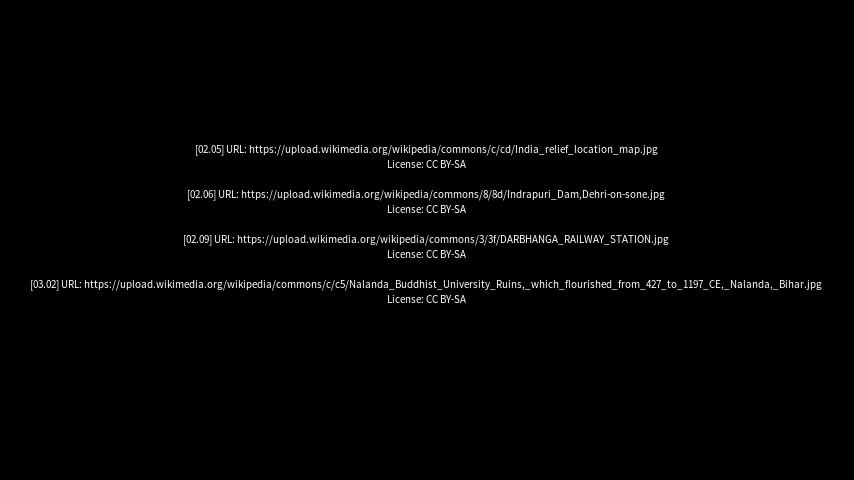 [02.05] URL: https://upload.wikimedia.org/wikipedia/commons/c/cd/India_relief_location_map.jpg
License: CC BY-SA
[02.06] URL: https://upload.wikimedia.org/wikipedia/commons/8/8d/Indrapuri_Dam,Dehri-on-sone.jpg
License: CC BY-SA
[02.09] URL: https://upload.wikimedia.org/wikipedia/commons/3/3f/DARBHANGA_RAILWAY_STATION.jpg
License: CC BY-SA
[03.02] URL: https://upload.wikimedia.org/wikipedia/commons/c/c5/Nalanda_Buddhist_University_Ruins,_which_flourished_from_427_to_1197_CE,_Nalanda,_Bihar.jpg
License: CC BY-SA